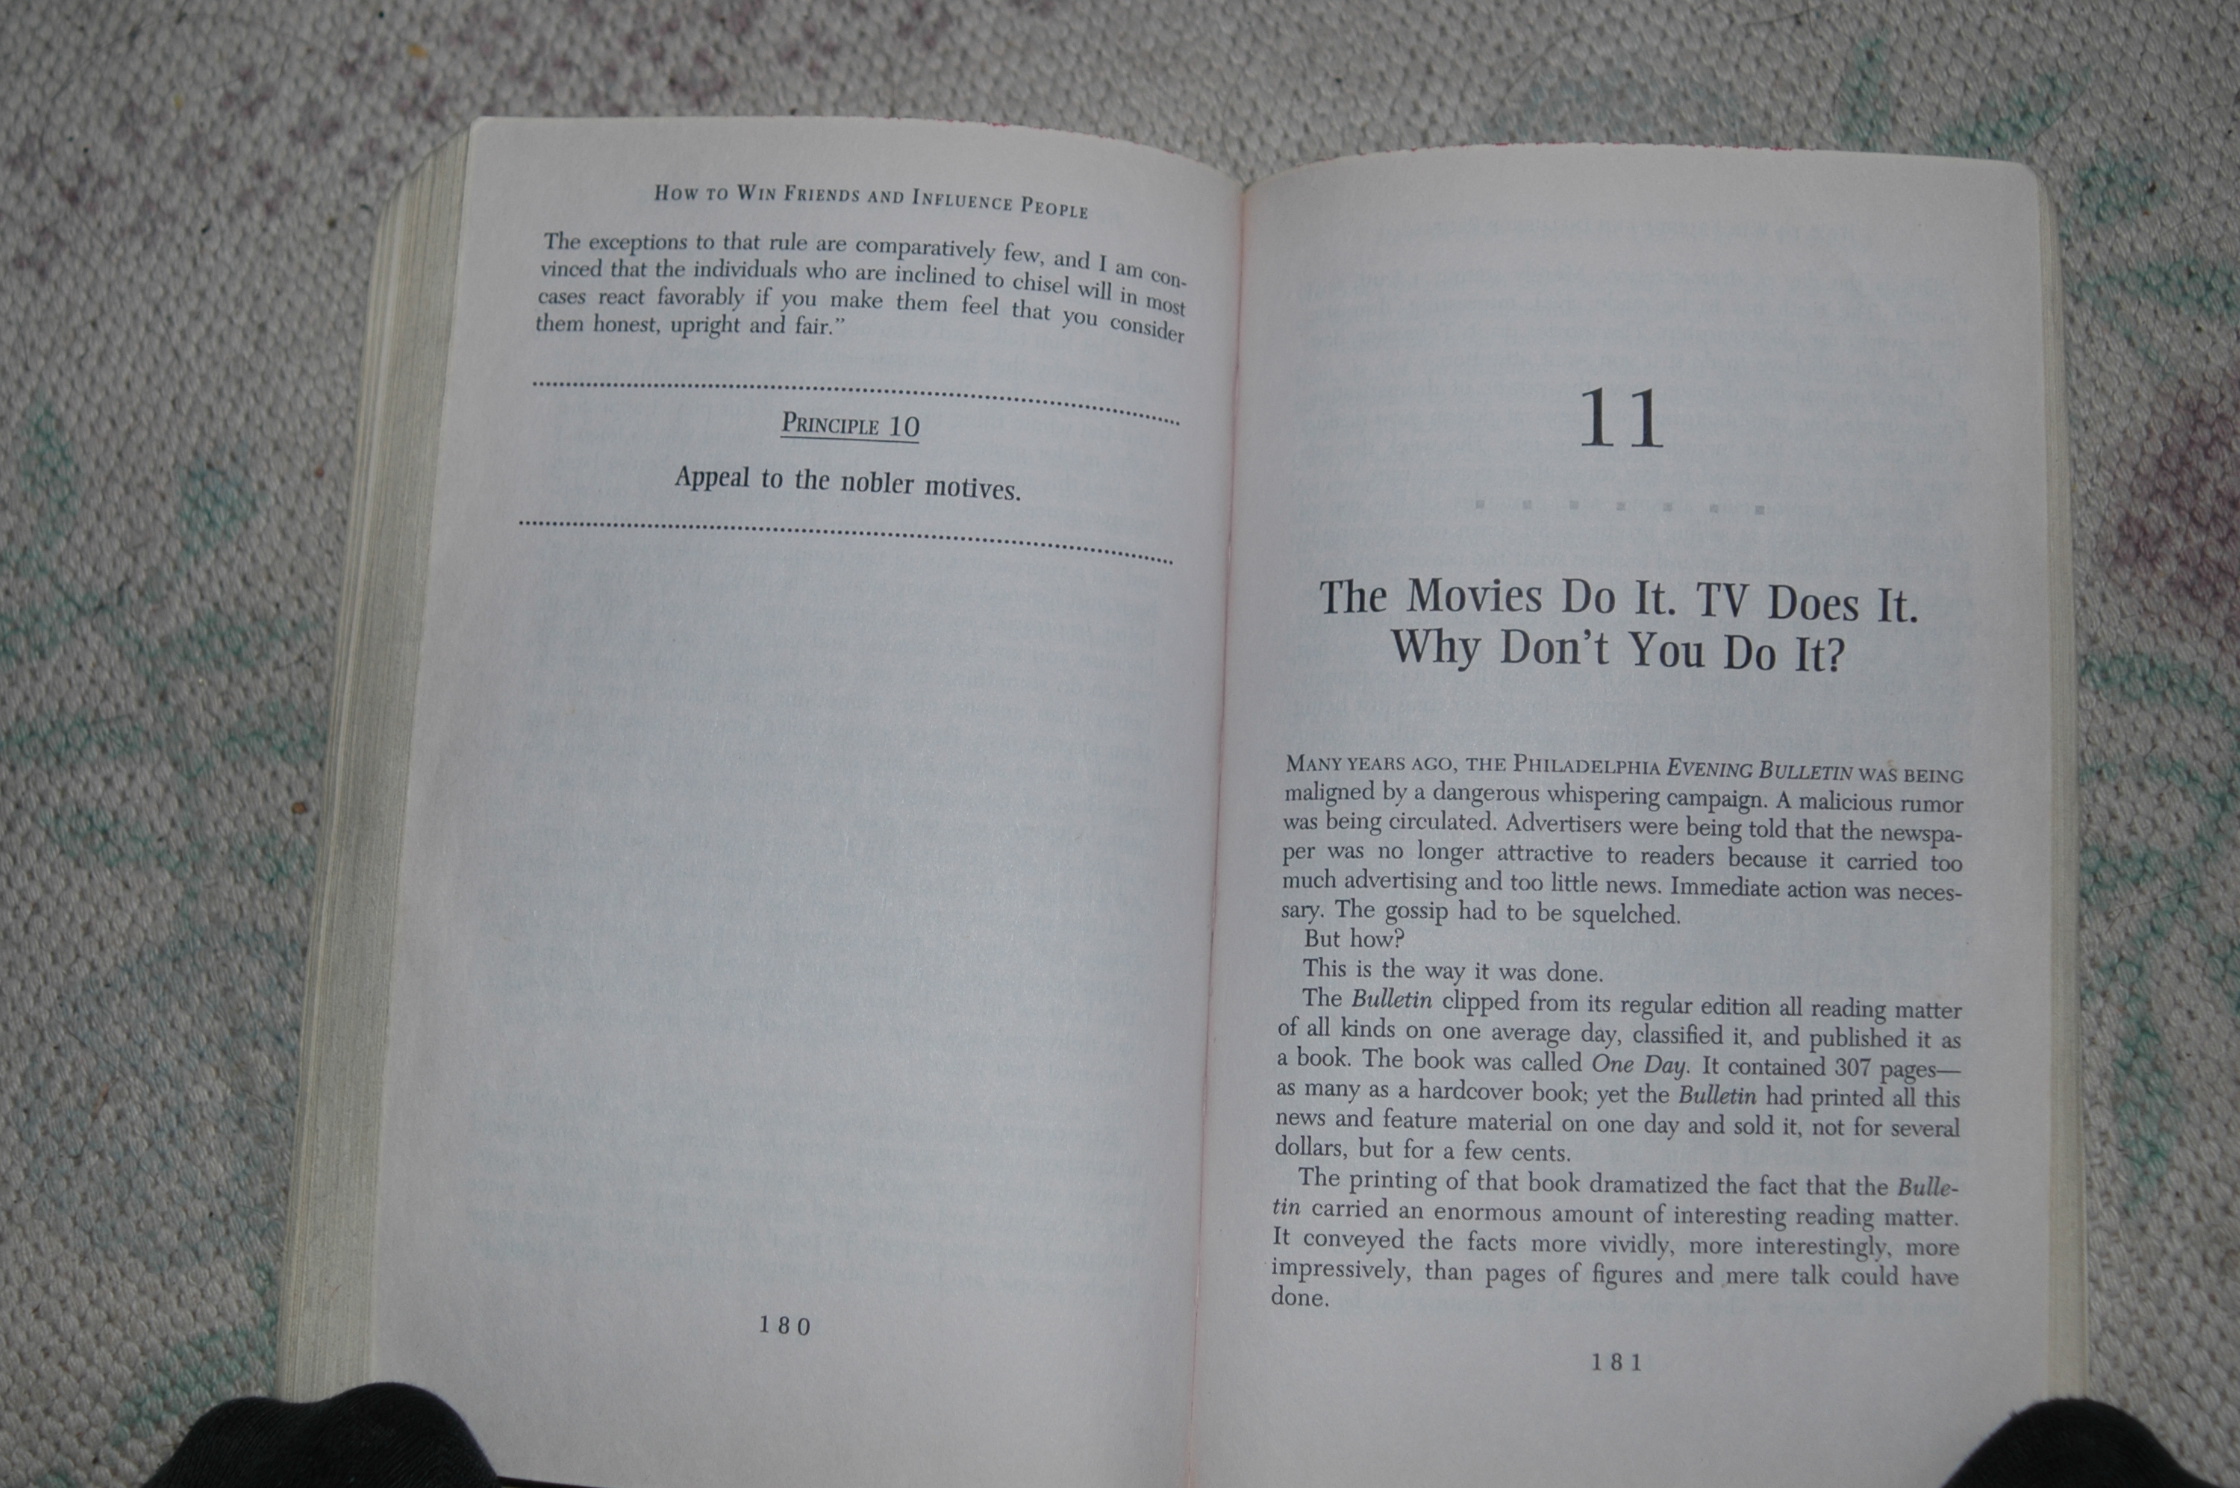 How to Win Friends and Influence People
The exceptions to that rule are comparatively few, and I am con-
vinced that the individuals who are inclined to chisel will in most
cases react favorably if you make them feel that you consider
them honest, upright and fair.”
Principle 10
Appeal to the nobler motives.
180
11
The Movies Do It. TV Does It.
Why Don’t You Do It?
Many years ago, the Philadelphia Evening Bulletin was being
maligned by a dangerous whispering campaign. A malicious rumor
was being circulated. Advertisers were being told that the newspa-
per was no longer attractive to readers because it carried too
much advertising and too little news. Immediate action was neces-
sary. The gossip had to be squelched.
But how?
This is the way it was done.
The Bulletin clipped from its regular edition all reading matter
of all kinds on one average day, classified it, and published it as
a book. The book was called One Day. It contained 307 pages—
as many as a hardcover book; yet the Bulletin had printed all this
news and feature material on one day and sold it, not for several
dollars, but for a few cents.
The printing of that book dramatized the fact that the Bulle-
tin carried an enormous amount of interesting reading matter.
It conveyed the facts more vividly, more interestingly, more
impressively, than pages of figures and mere talk could have
done.
181